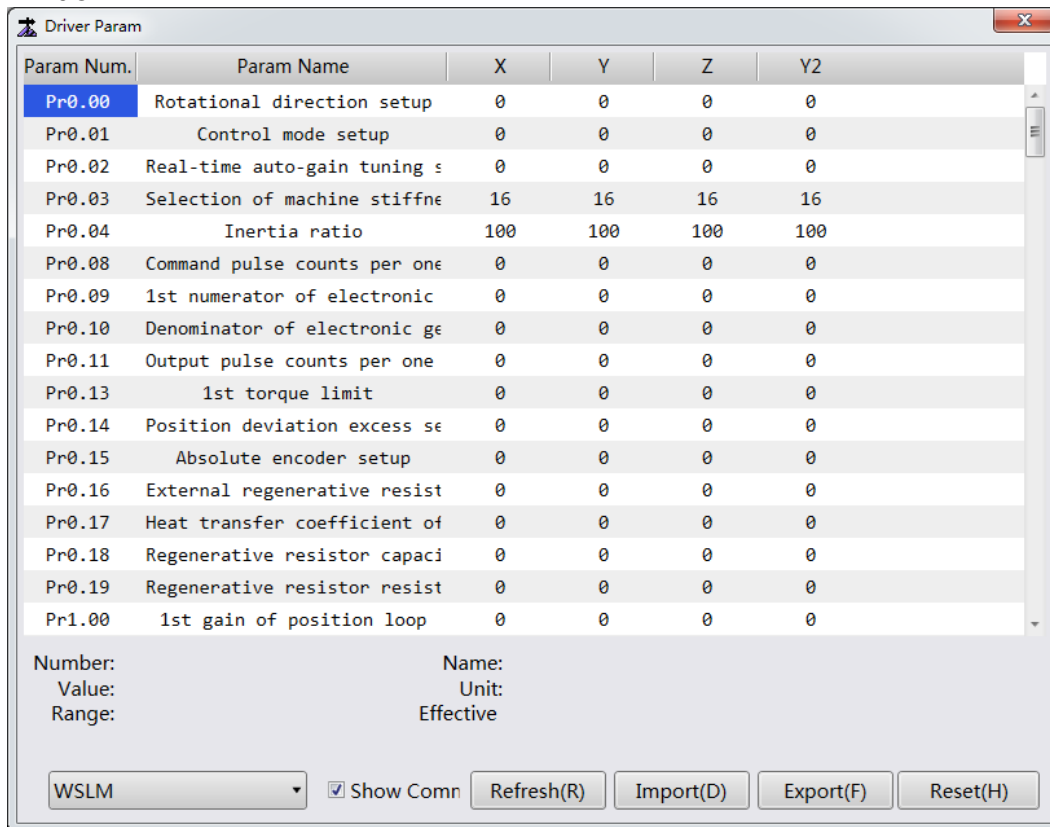 Driver Param
Param Num. Param Name X Y Z Y2
Pr0.00 Rotational direction setup 0 0 0 0
Pr0.01 Control mode setup 0 0 0 0
Pr0.02 Real-time auto-gain tuning s 0 0 0 0
Pr0.03 Selection of machine stiffne 16 16 16 16
Pr0.04 Inertia ratio 100 100 100 100
Pr0.08 Command pulse counts per one 0 0 0 0
Pr0.09 1st numerator of electronic 0 0 0 0
Pr0.10 Denominator of electronic ge 0 0 0 0
Pr0.11 Output pulse counts per one 0 0 0 0
Pr0.13 1st torque limit 0 0 0 0
Pr0.14 Position deviation excess se 0 0 0 0
Pr0.15 Absolute encoder setup 0 0 0 0
Pr0.16 External regenerative resist 0 0 0 0
Pr0.17 Heat transfer coefficient of 0 0 0 0
Pr0.18 Regenerative resistor capaci 0 0 0 0
Pr0.19 Regenerative resistor resist 0 0 0 0
Pr1.00 1st gain of position loop 0 0 0 0
Number: Name:
Value: Unit:
Range: Effective
WSLM Show Comn Refresh(R) Import(D) Export(F) Reset(H)